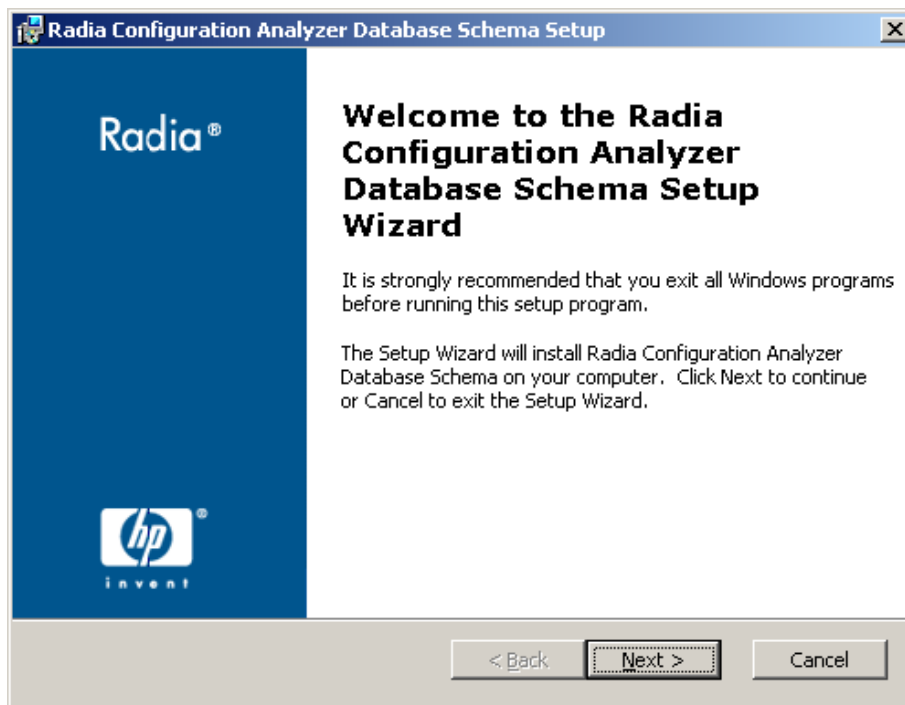 Radia Configuration Analyzer Database Schema Setup
Radia®
Welcome to the Radia
Configuration Analyzer
Database Schema Setup
Wizard
It is strongly recommended that you exit all Windows programs
before running this setup program.
The Setup Wizard will install Radia Configuration Analyzer
Database Schema on your computer.  Click Next to continue
or Cancel to exit the Setup Wizard.
hp®
invent
< Back
Next >
Cancel